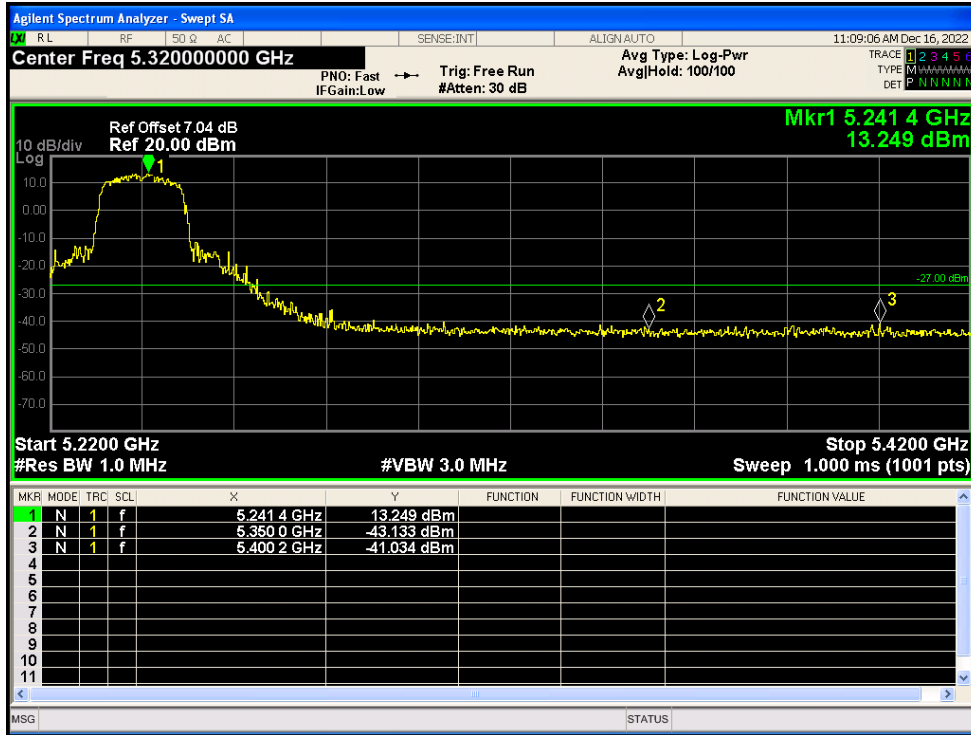 Agilent Spectrum Analyzer - Swept SA
LXI RL RF 50 Ω AC SENSE:INT ALIGN AUTO 11:09:06 AM Dec 16, 2022
Center Freq 5.320000000 GHz
PNO: Fast
IFGain:Low
Trig: Free Run
#Atten: 30 dB
Avg Type: Log-Pwr
Avg|Hold: 100/100
TRACE 1 2 3 4 5 6
TYPE M
DET P N N N N N
Mkr1 5.241 4 GHz
13.249 dBm
Ref Offset 7.04 dB
10 dB/div Ref 20.00 dBm
Log
1
10.0
0.00
-10.0
-20.0
-27.00 dBm
-30.0
2
3
-40.0
-50.0
-60.0
-70.0
Start 5.2200 GHz Stop 5.4200 GHz
#Res BW 1.0 MHz #VBW 3.0 MHz Sweep 1.000 ms (1001 pts)
MKR MODE TRC SCL X Y FUNCTION FUNCTION WIDTH FUNCTION VALUE
1 N 1 f 5.241 4 GHz 13.249 dBm
2 N 1 f 5.350 0 GHz -43.133 dBm
3 N 1 f 5.400 2 GHz -41.034 dBm
4
5
6
7
8
9
10
11
MSG STATUS